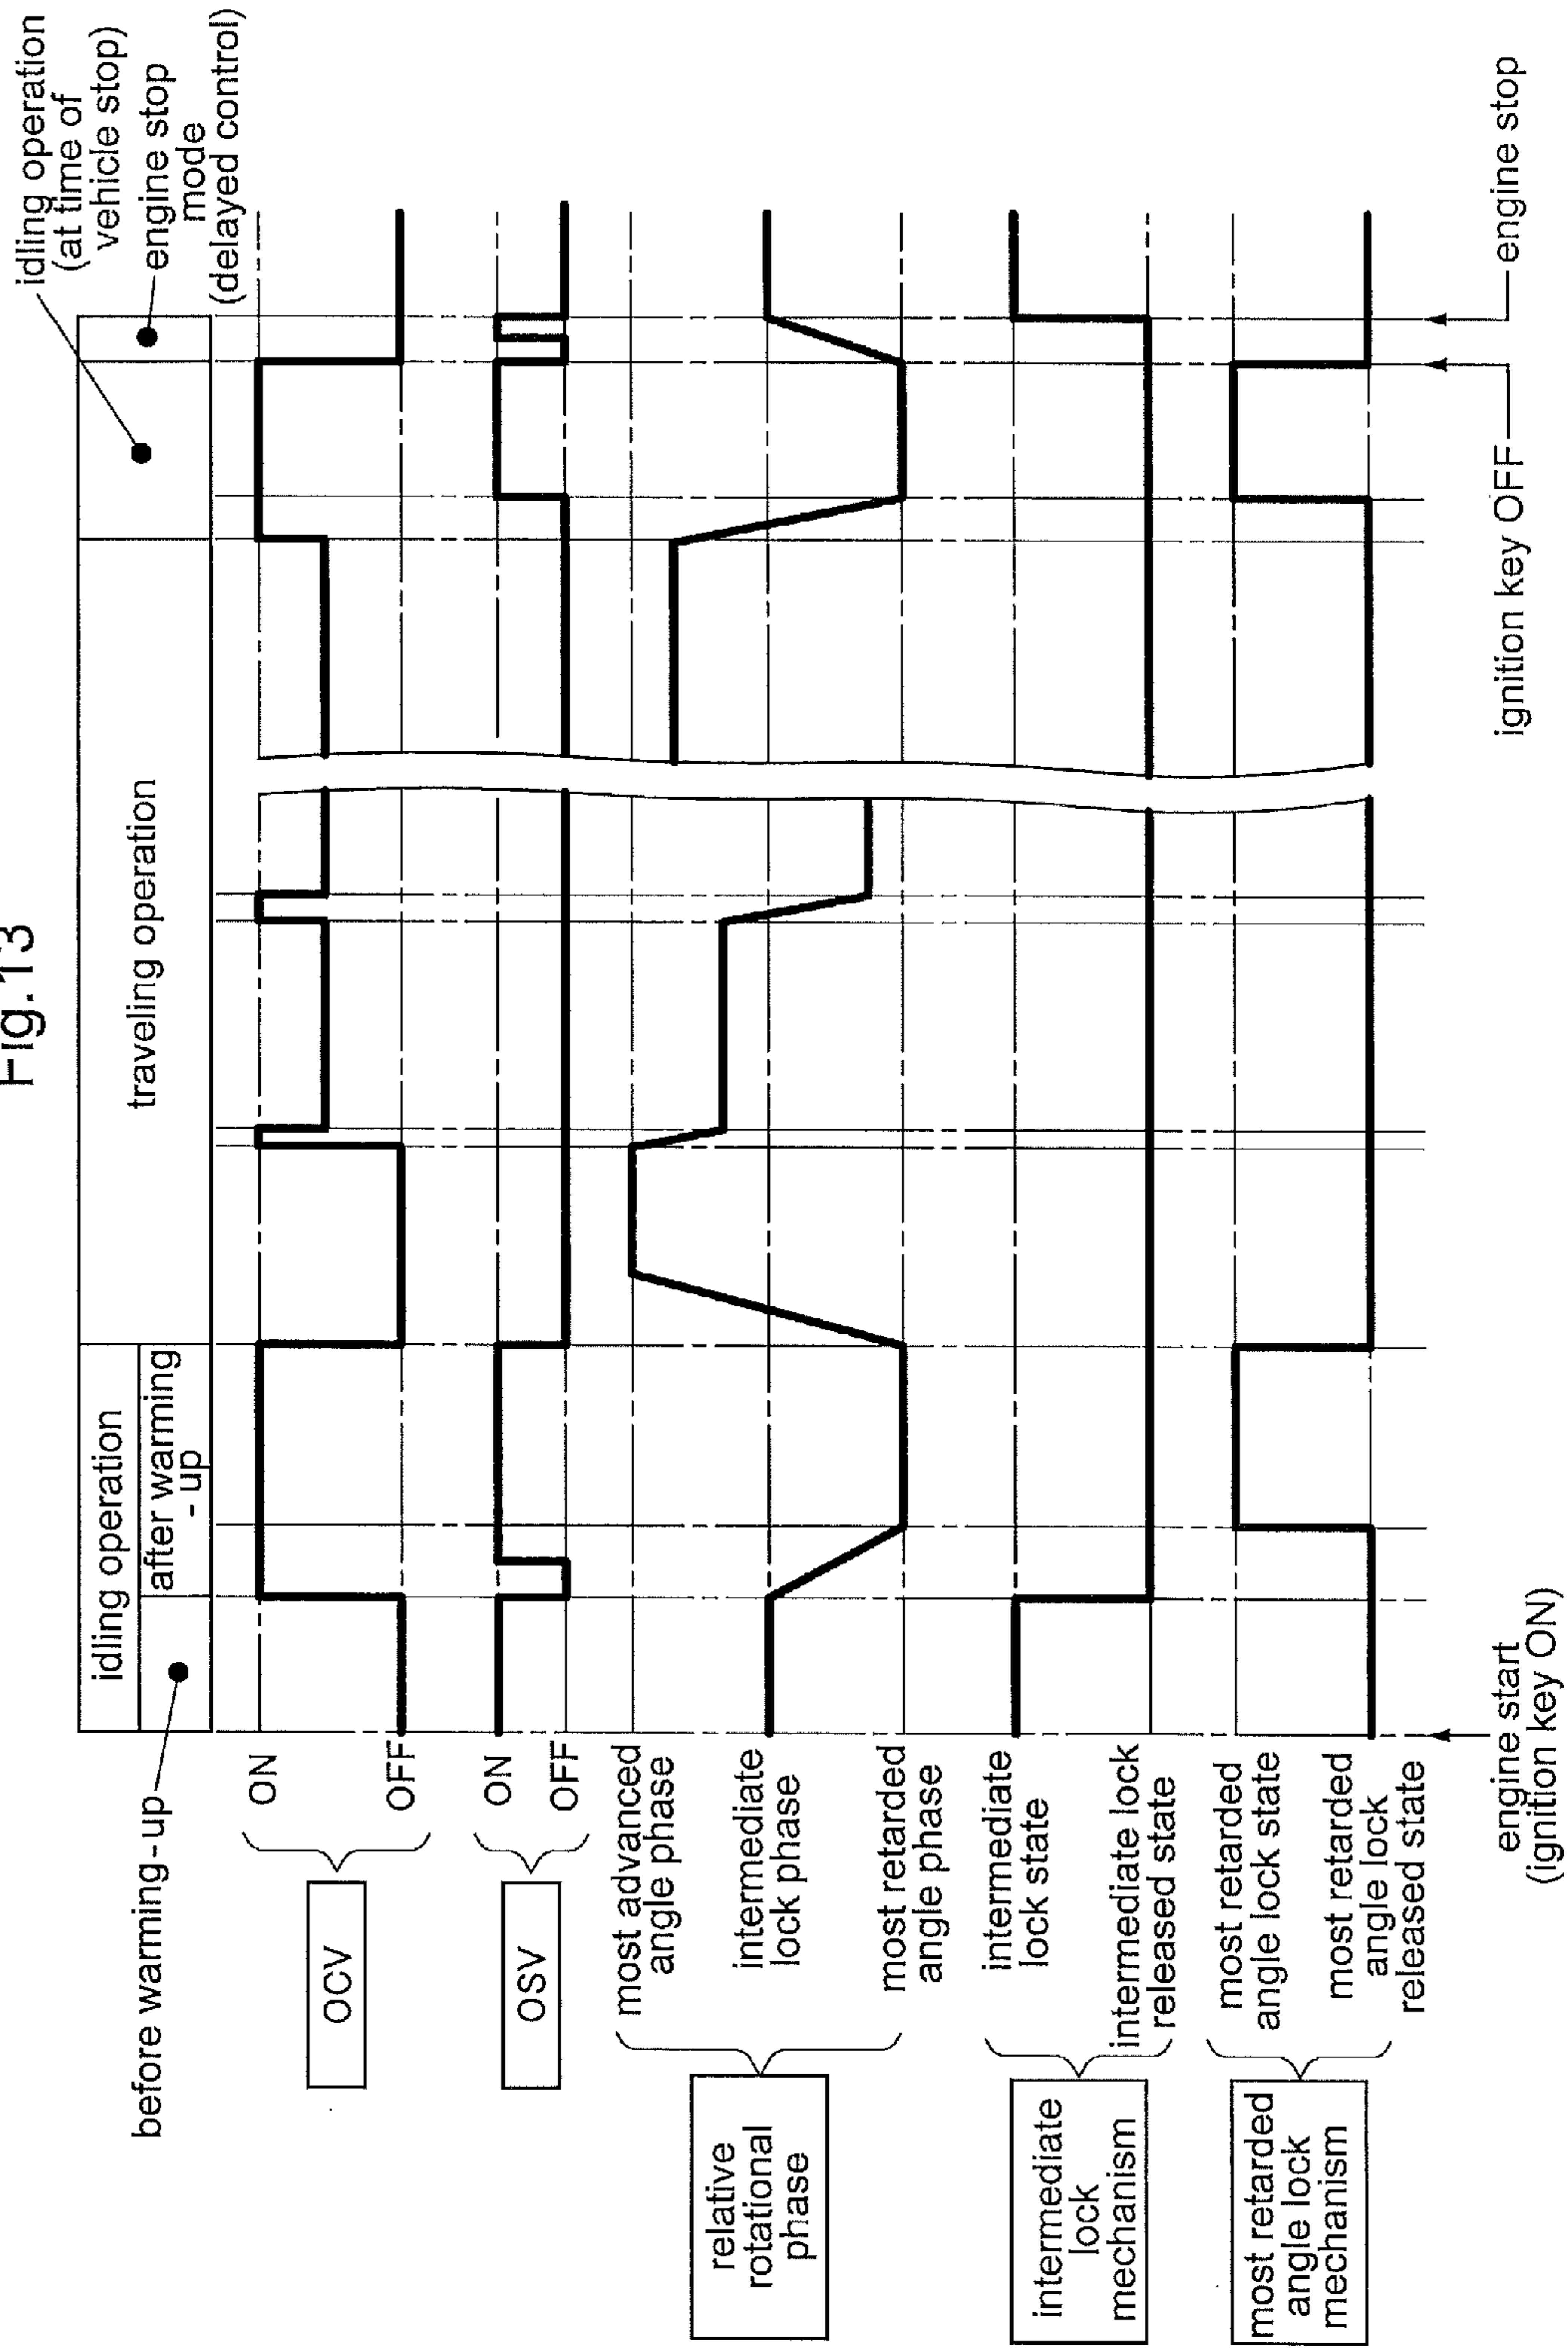 Fig.13
before warming-up
idling operation
after warming
-up
traveling operation
idling operation
(at time of
vehicle stop)
engine stop
mode
(delayed control)
OCV
ON
OFF
OSV
ON
OFF
relative
rotational
phase
most advanced
angle phase
intermediate
lock phase
most retarded
angle phase
intermediate
lock
mechanism
intermediate
lock state
intermediate lock
released state
most retarded
angle lock
mechanism
most retarded
angle lock state
most retarded
angle lock
released state
engine start
(ignition key ON)
ignition key OFF
engine stop